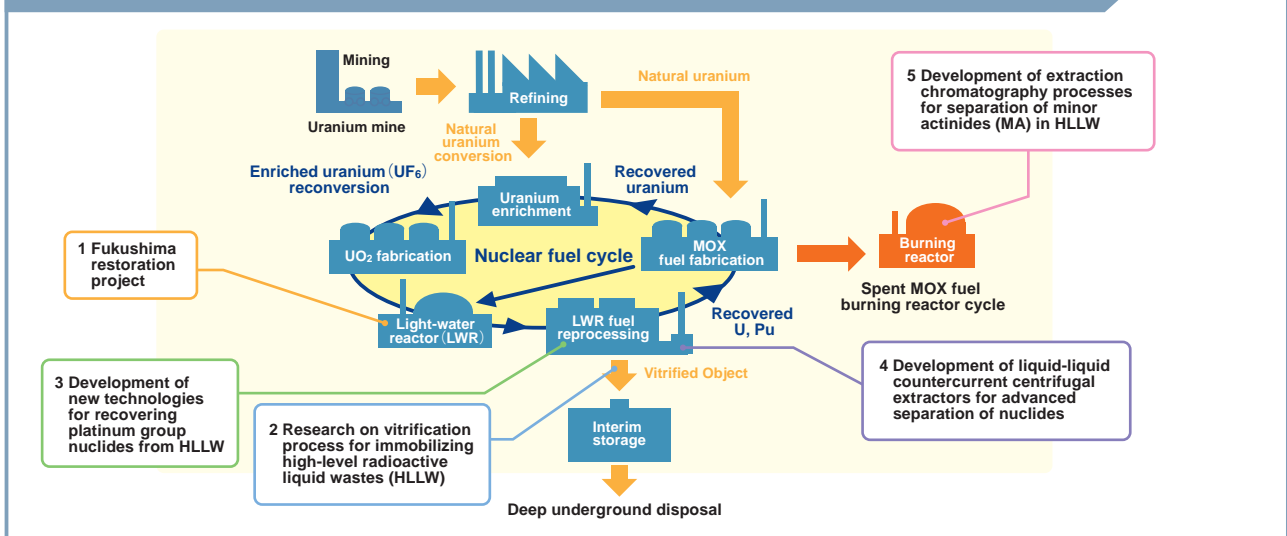 Mining
Uranium mine
Refining
Natural uranium
Natural
uranium
conversion
Enriched uranium(UF₆)
reconversion
Recovered
uranium
Uranium
enrichment
UO₂ fabrication
Nuclear fuel cycle
MOX
fuel fabrication
Burning
reactor
Spent MOX fuel
burning reactor cycle
Light-water
reactor(LWR)
LWR fuel
reprocessing
Recovered
U, Pu
Vitrified Object
Interim
storage
Deep underground disposal
1 Fukushima
restoration
project
2 Research on vitrification
process for immobilizing
high-level radioactive
liquid wastes (HLLW)
3 Development of
new technologies
for recovering
platinum group
nuclides from HLLW
4 Development of liquid-liquid
countercurrent centrifugal
extractors for advanced
separation of nuclides
5 Development of extraction
chromatography processes
for separation of minor
actinides (MA) in HLLW